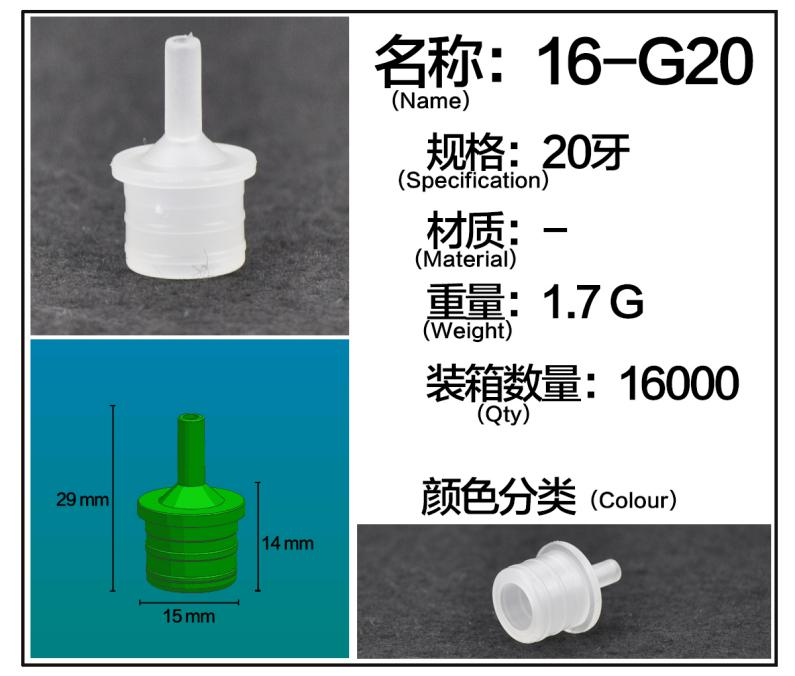 名称：16-G20
(Name)
规格：20牙
(Specification)
材质：-
(Material)
重量：1.7 G
(Weight)
装箱数量：16000
(Qty)
颜色分类 (Colour)
29 mm
14 mm
15 mm